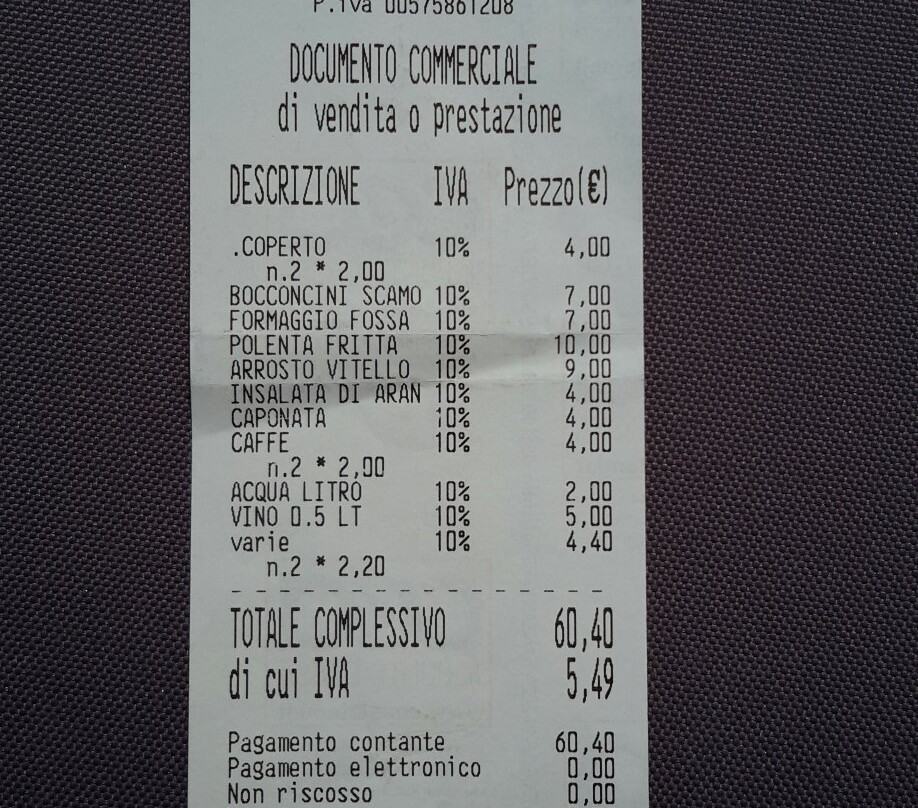 P.iva 00575861208
DOCUMENTO COMMERCIALE
di vendita o prestazione
DESCRIZIONE IVA Prezzo(€)
.COPERTO 10% 4,00
n.2 * 2,00
BOCCONCINI SCAMO 10% 7,00
FORMAGGIO FOSSA 10% 7,00
POLENTA FRITTA 10% 10,00
ARROSTO VITELLO 10% 9,00
INSALATA DI ARAN 10% 4,00
CAPONATA 10% 4,00
CAFFE 10% 4,00
n.2 * 2,00
ACQUA LITRO 10% 2,00
VINO 0.5 LT 10% 5,00
varie 10% 4,40
n.2 * 2,20
- - - - - - - - - - - - - - - -
TOTALE COMPLESSIVO 60,40
di cui IVA 5,49
Pagamento contante 60,40
Pagamento elettronico 0,00
Non riscosso 0,00